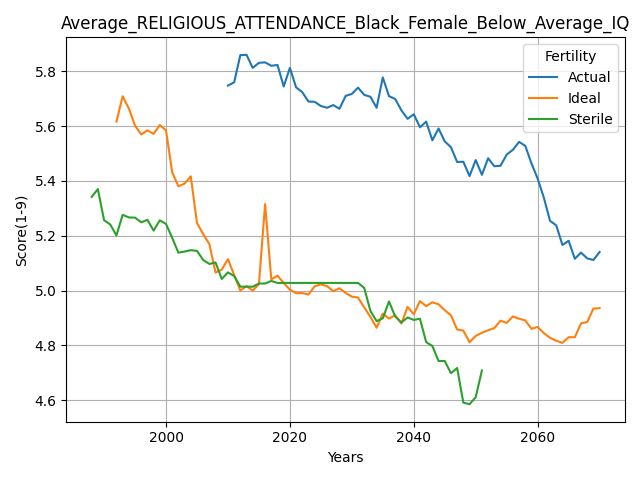 Average_RELIGIOUS_ATTENDANCE_Black_Female_Below_Average_IQ
Fertility
Actual
Ideal
Sterile
Score(1-9)
5.8
5.6
5.4
5.2
5.0
4.8
4.6
2000
2020
2040
2060
Years